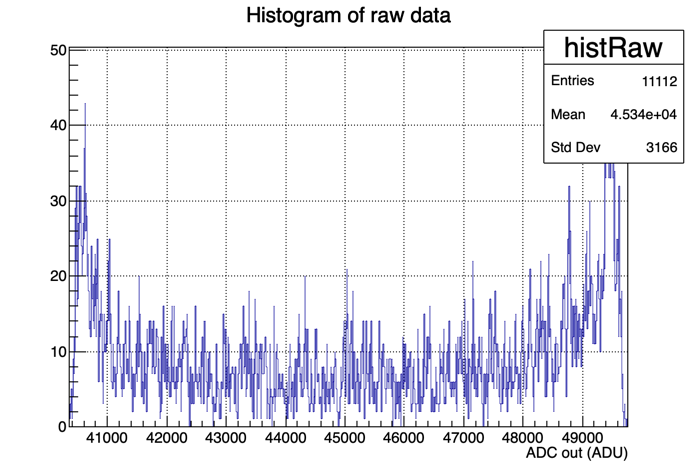 Histogram of raw data
histRaw
Entries 11112
Mean 4.534e+04
Std Dev 3166
50
40
30
20
10
0
41000 42000 43000 44000 45000 46000 47000 48000 49000
ADC out (ADU)